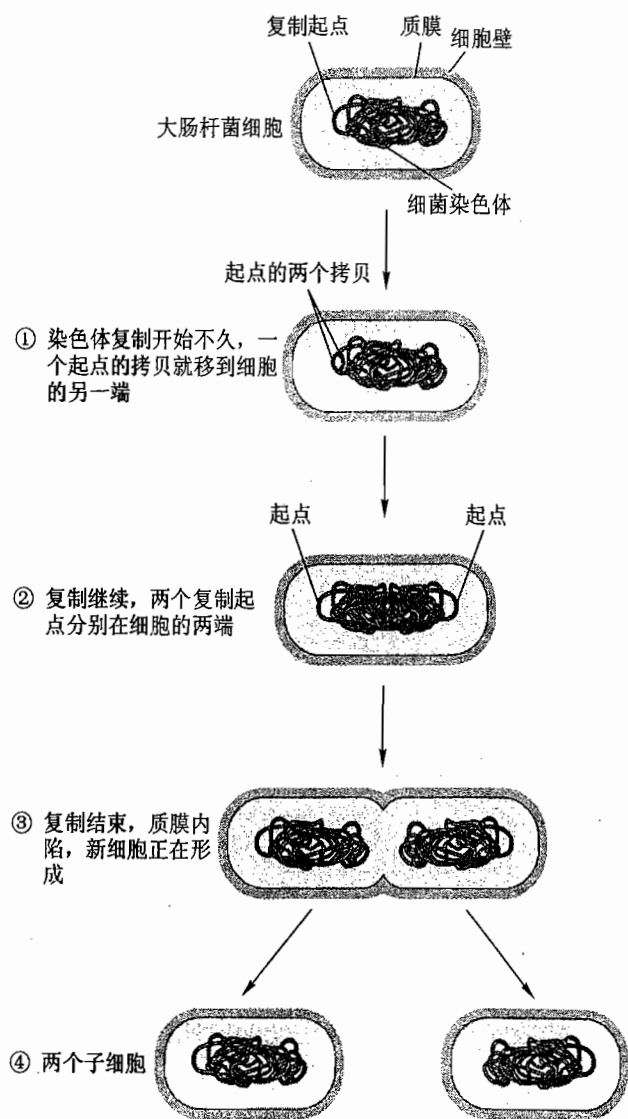 复制起点
质膜
细胞壁
大肠杆菌细胞
细菌染色体
起点的两个拷贝
① 染色体复制开始不久，一
个起点的拷贝就移到细胞
的另一端
起点
起点
② 复制继续，两个复制起
点分别在细胞的两端
③ 复制结束，质膜内
陷，新细胞正在形
成
④ 两个子细胞